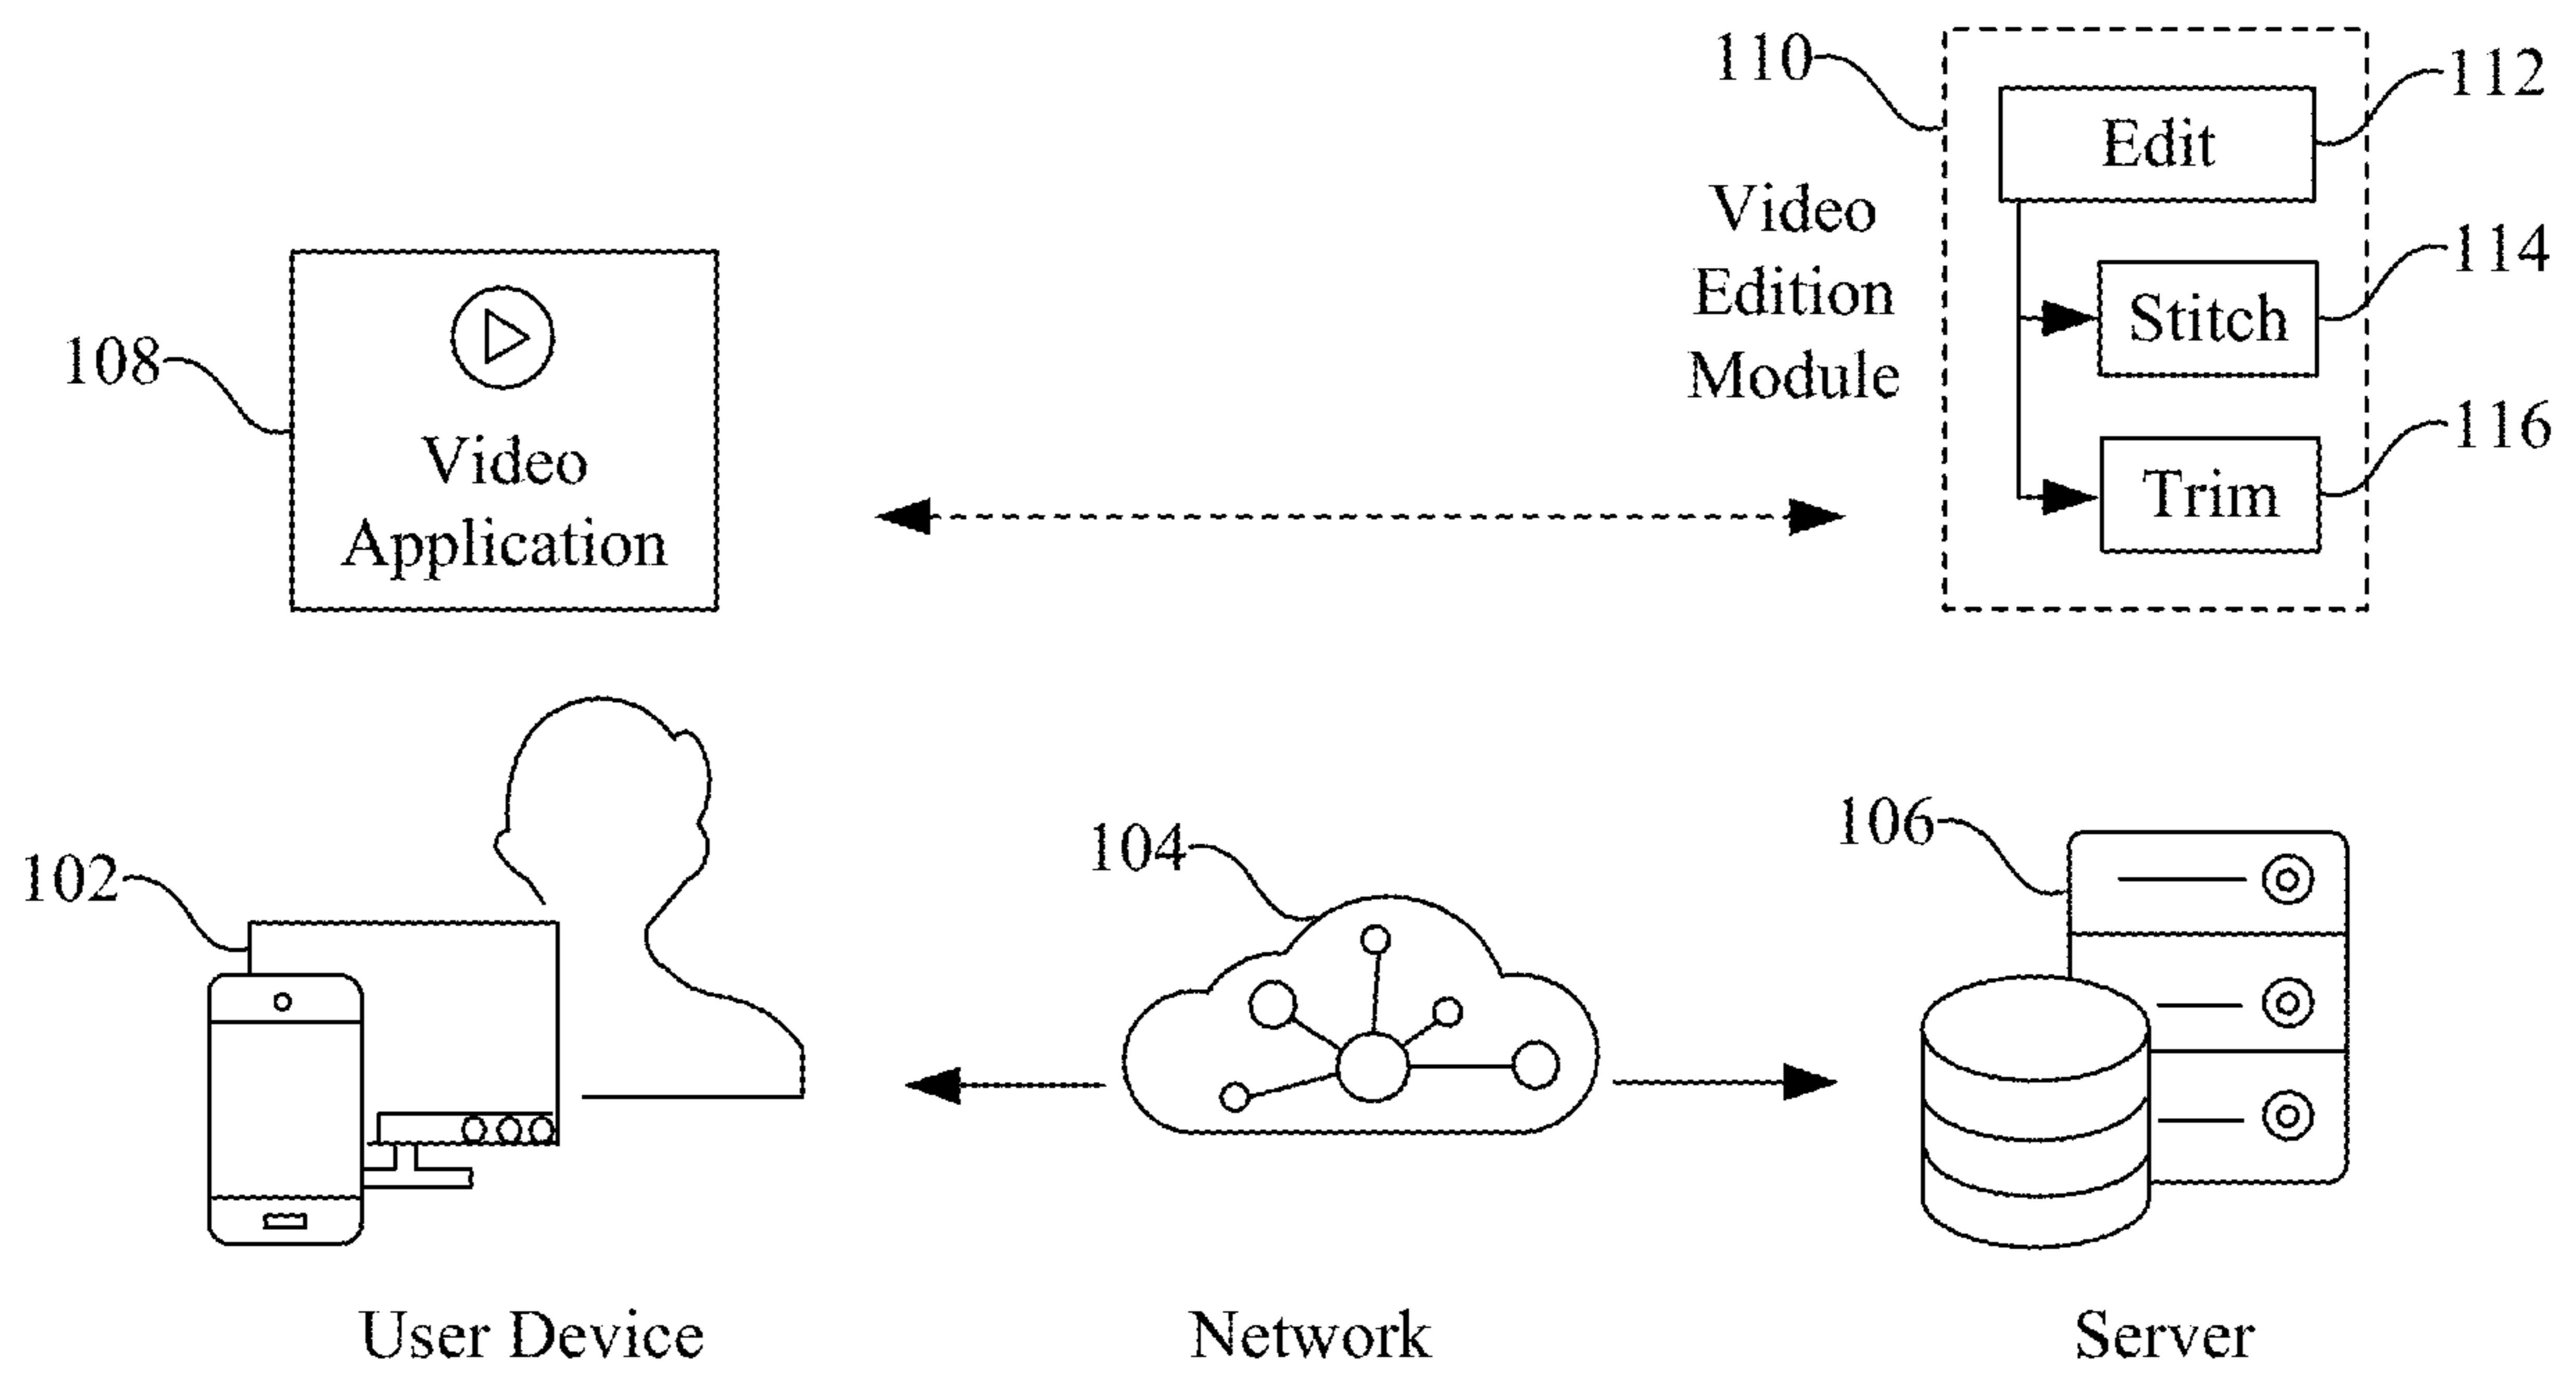 110
112
Edit
Video
Edition
Module
114
Stitch
116
Trim
108
Video
Application
102
104
106
User Device
Network
Server